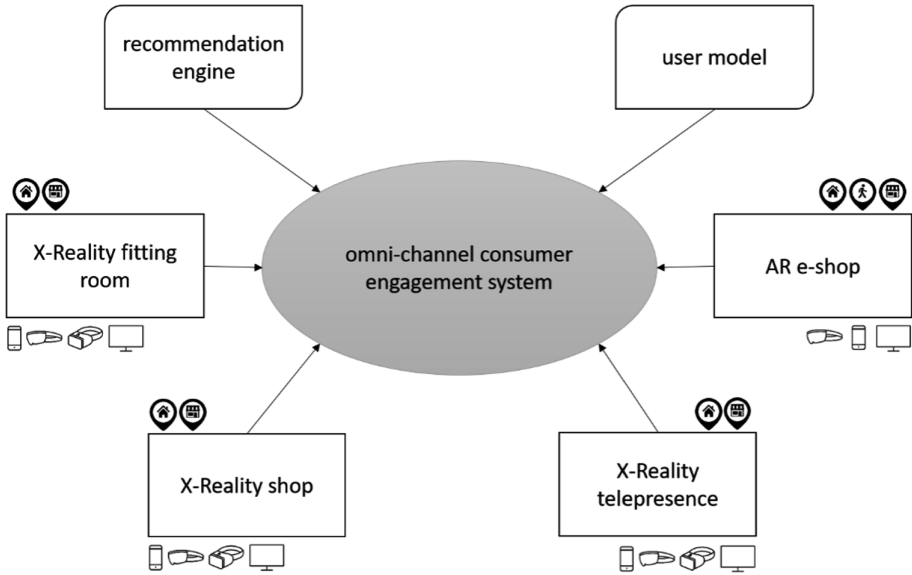 recommendation
engine
user model
X-Reality fitting
room
omni-channel consumer
engagement system
AR e-shop
X-Reality shop
X-Reality
telepresence